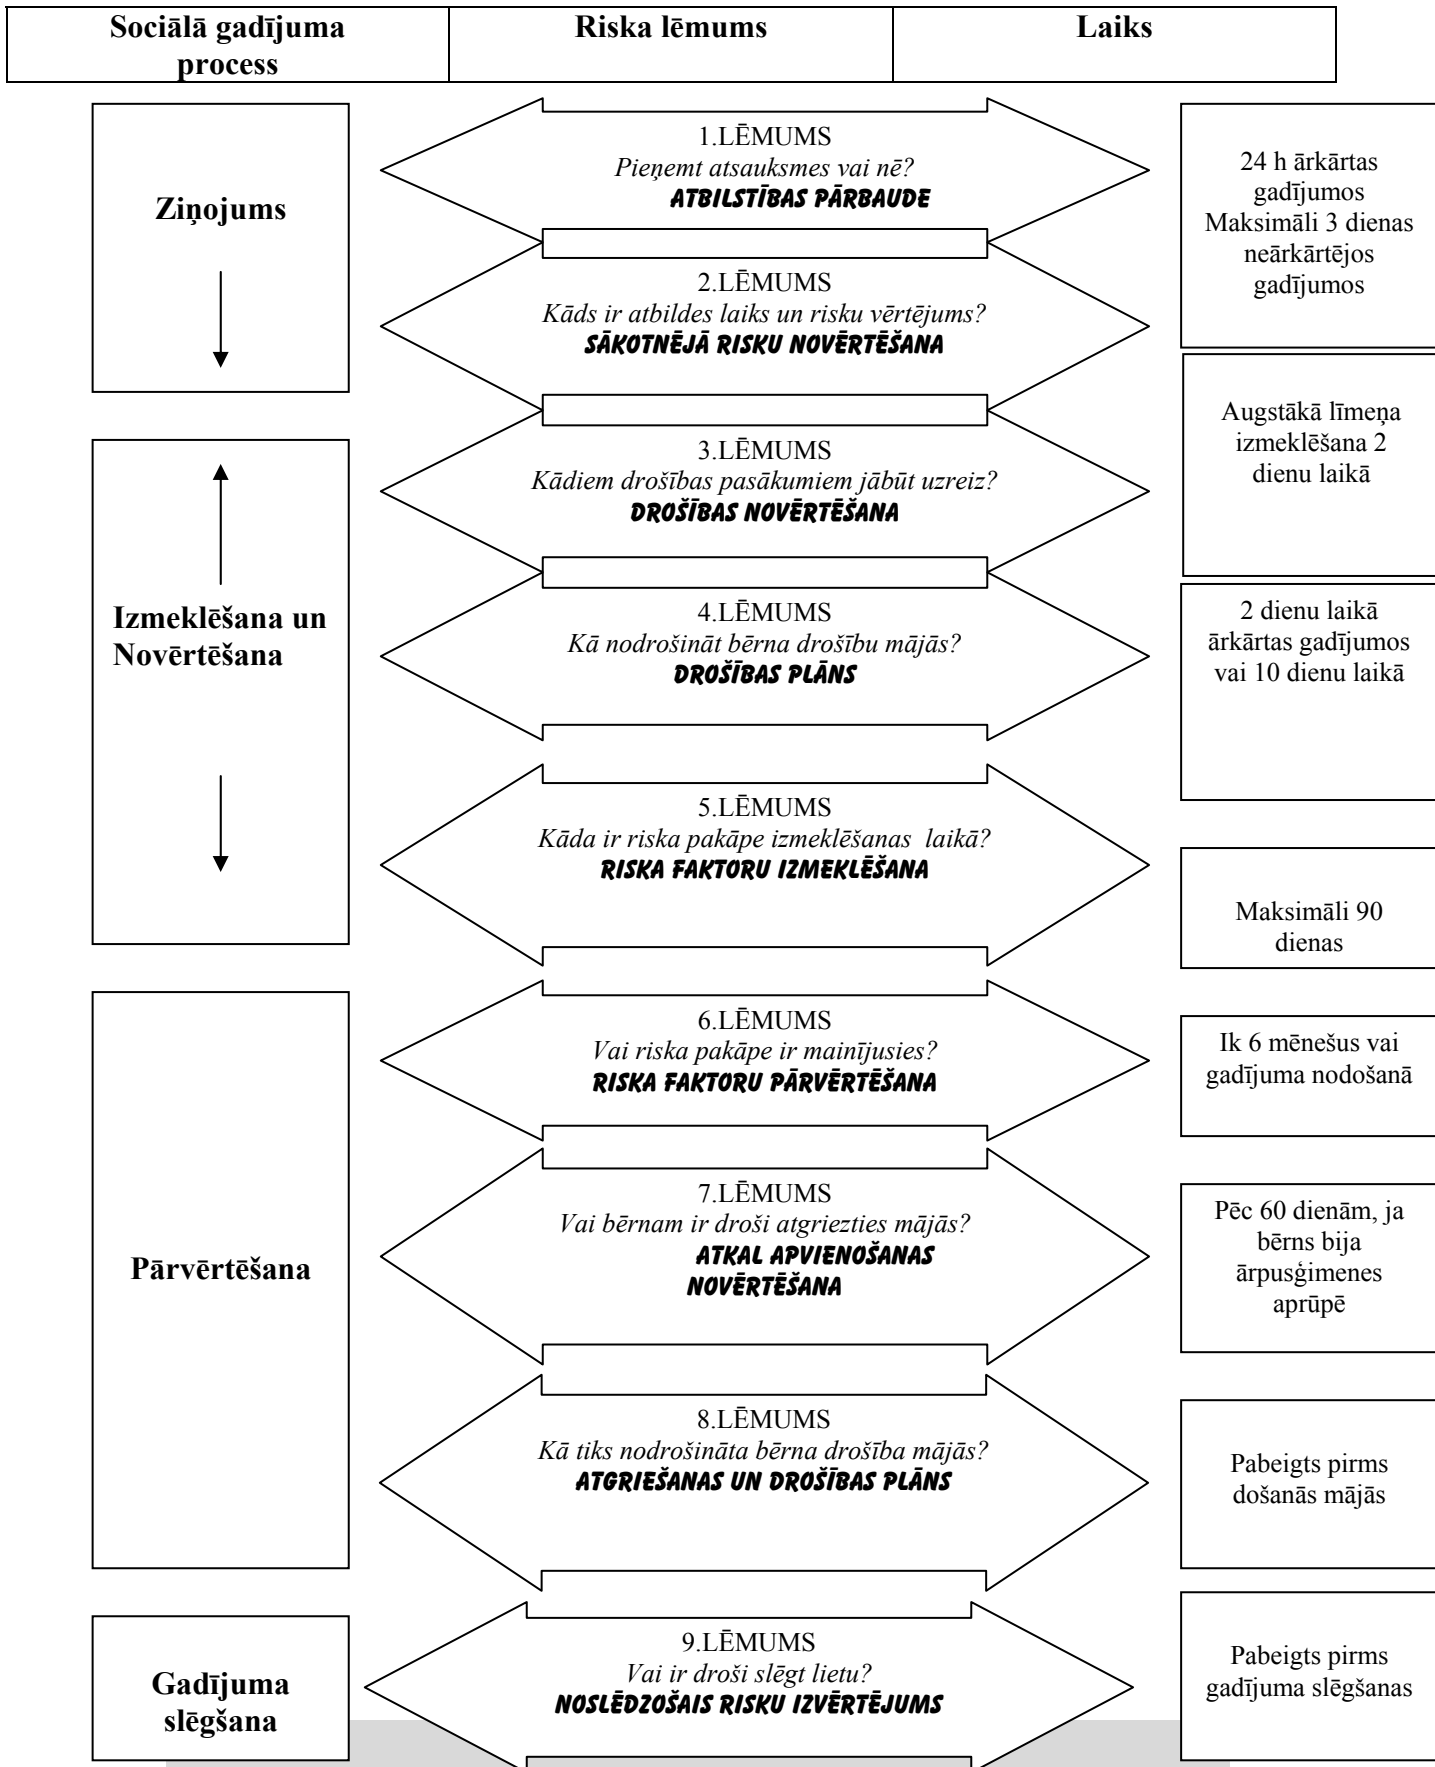 Sociālā gadījuma
process
Riska lēmums
Laiks
Ziņojums
1.LĒMUMS
Pieņemt atsauksmes vai nē?
ATBILSTĪBAS PĀRBAUDE
24 h ārkārtas
gadījumos
Maksimāli 3 dienas
neārkārtējos
gadījumos
2.LĒMUMS
Kāds ir atbildes laiks un risku vērtējums?
SĀKOTNĒJĀ RISKU NOVĒRTĒŠANA
Izmeklēšana un
Novērtēšana
3.LĒMUMS
Kādiem drošības pasākumiem jābūt uzreiz?
DROŠĪBAS NOVĒRTĒŠANA
Augstākā līmeņa
izmeklēšana 2
dienu laikā
4.LĒMUMS
Kā nodrošināt bērna drošību mājās?
DROŠĪBAS PLĀNS
2 dienu laikā
ārkārtas gadījumos
vai 10 dienu laikā
5.LĒMUMS
Kāda ir riska pakāpe izmeklēšanas laikā?
RISKA FAKTORU IZMEKLĒŠANA
Maksimāli 90
dienas
Pārvērtēšana
6.LĒMUMS
Vai riska pakāpe ir mainījusies?
RISKA FAKTORU PĀRVĒRTĒŠANA
Ik 6 mēnešus vai
gadījuma nodošanā
7.LĒMUMS
Vai bērnam ir droši atgriezties mājās?
ATKAL APVIENOŠANAS
NOVĒRTĒŠANA
Pēc 60 dienām, ja
bērns bija
ārpusģimenes
aprūpē
8.LĒMUMS
Kā tiks nodrošināta bērna drošība mājās?
ATGRIEŠANAS UN DROŠĪBAS PLĀNS
Pabeigts pirms
došanās mājās
Gadījuma
slēgšana
9.LĒMUMS
Vai ir droši slēgt lietu?
NOSLĒDZOŠAIS RISKU IZVĒRTĒJUMS
Pabeigts pirms
gadījuma slēgšanas